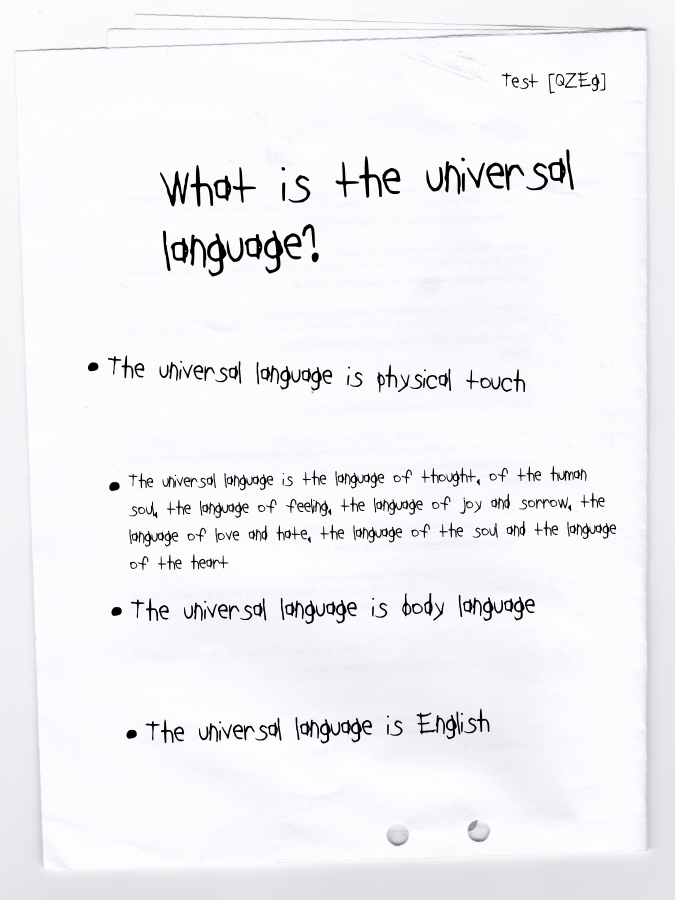 Test [QZEg]
What is the universal
language?
• The universal language is physical touch
• The universal language is the language of thought, of the human
soul, the language of feeling, the language of joy and sorrow, the
language of love and hate, the language of the soul and the language
of the heart
• The universal language is body language
• The universal language is English